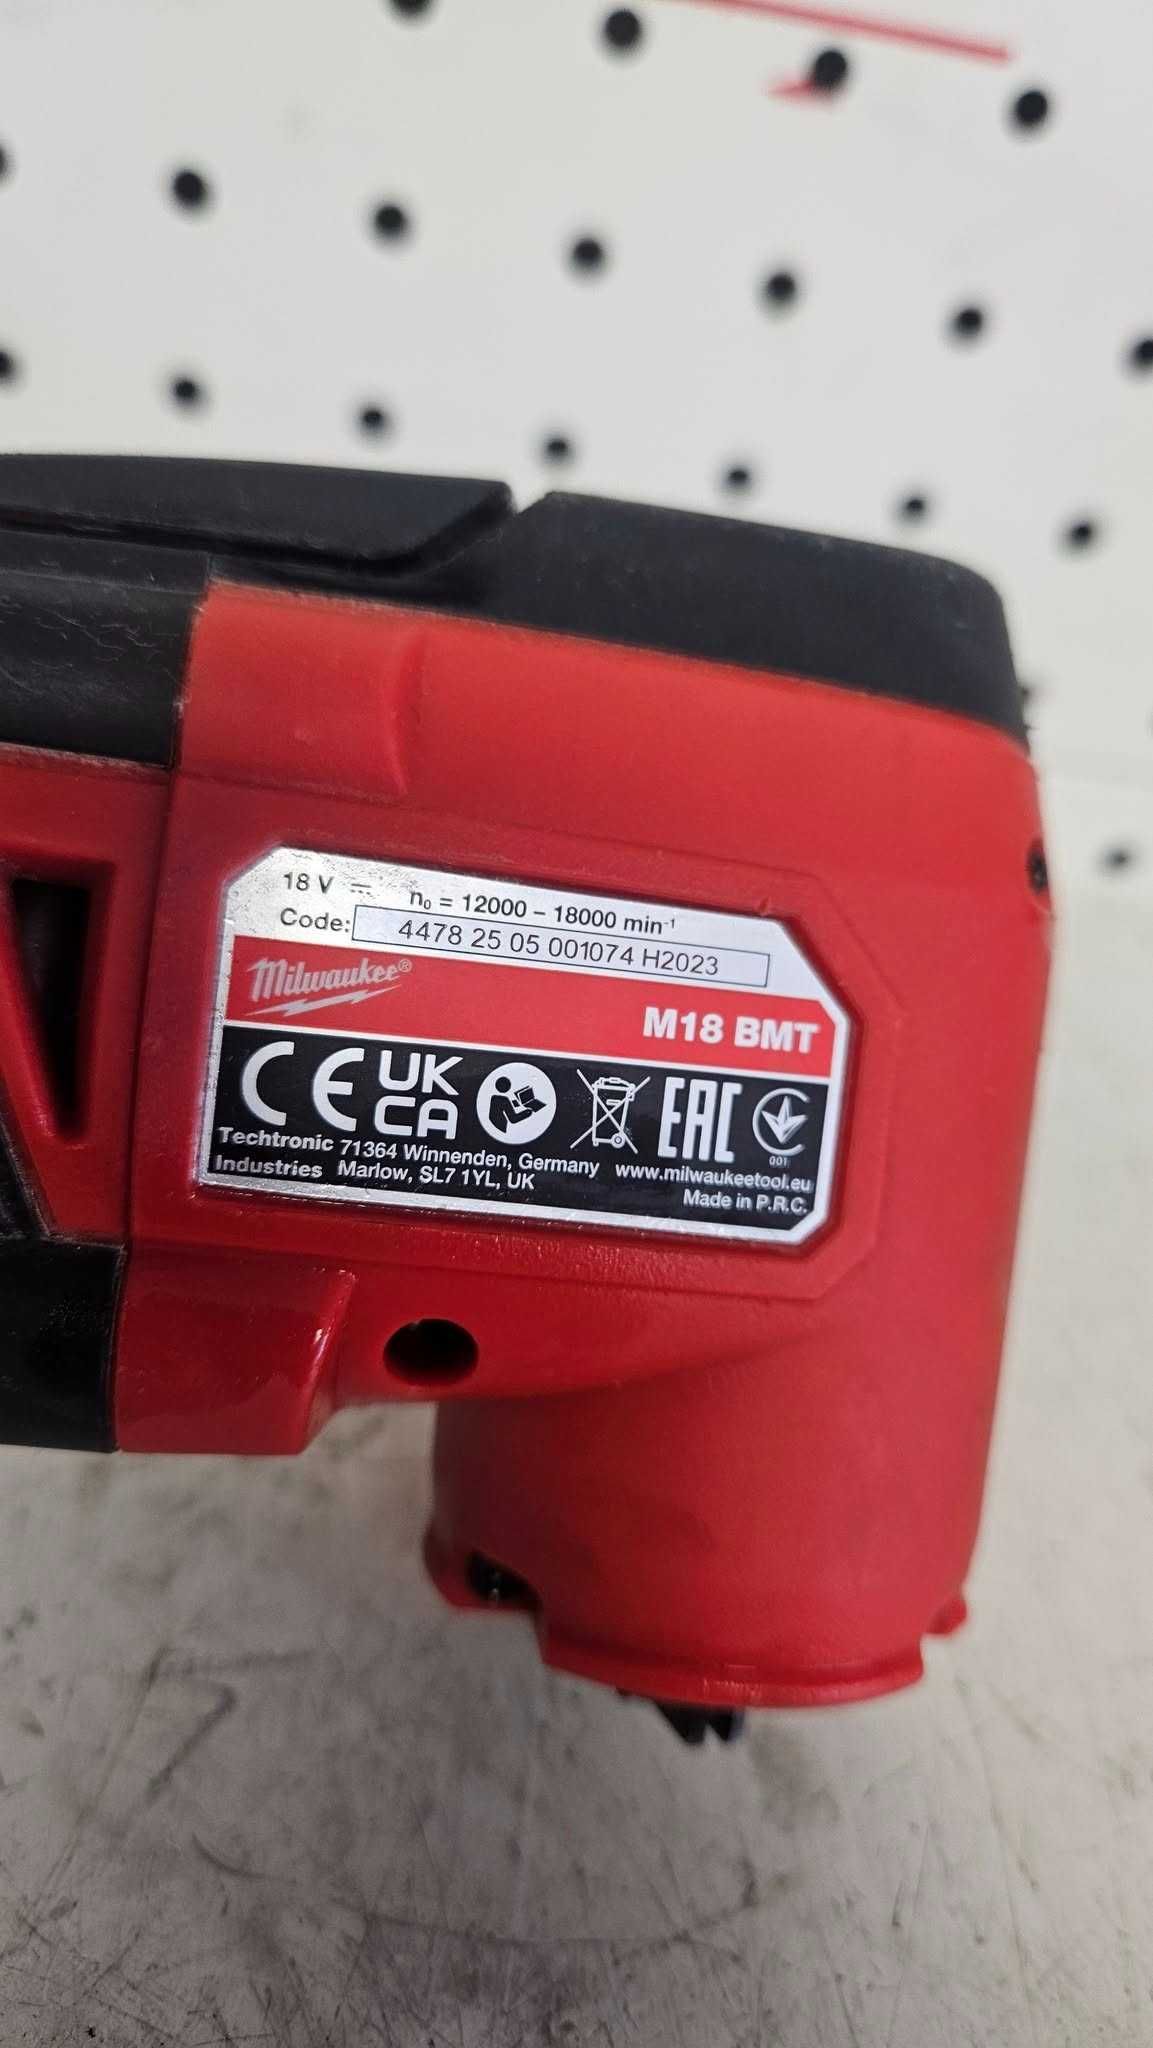 18 V ⎓ n₀ = 12000 – 18000 min⁻¹
Code: 4478 25 05 001074 H2023
Milwaukee®
M18 BMT
CE UK CA EAC 001
Techtronic Industries
71364 Winnenden, Germany
Marlow, SL7 1YL, UK
www.milwaukeetool.eu
Made in P.R.C.